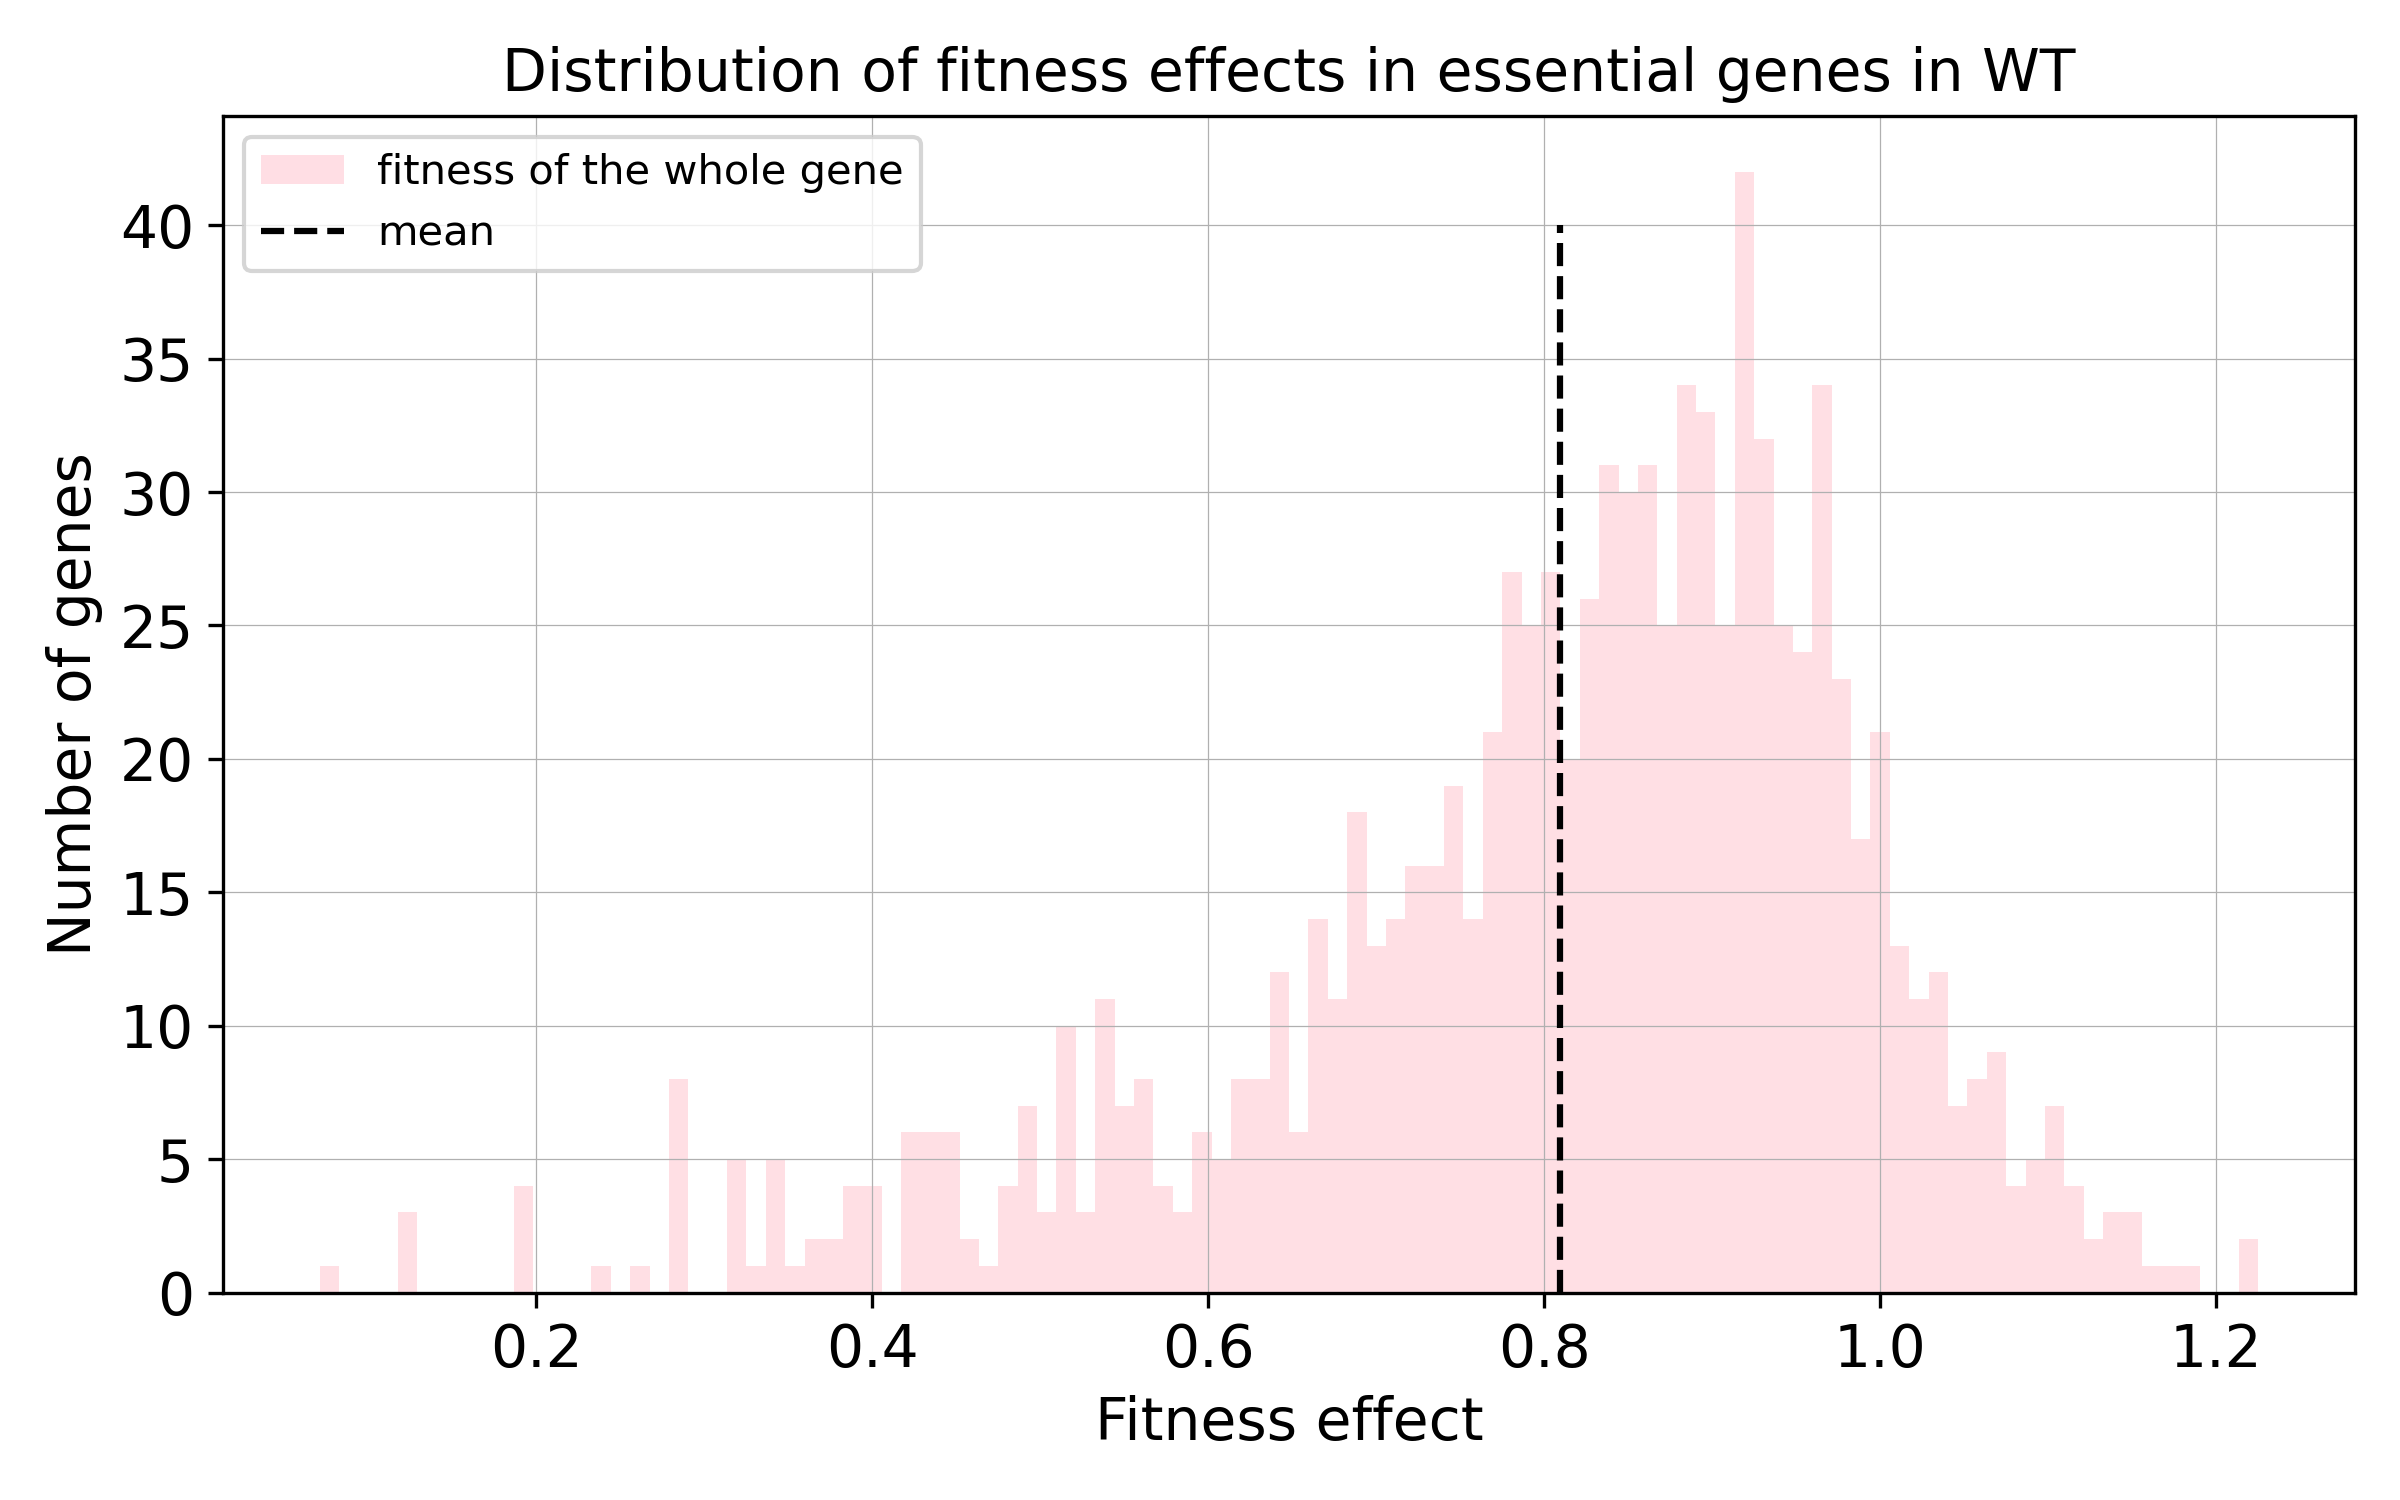 Distribution of fitness effects in essential genes in WT
fitness of the whole gene
mean
Number of genes
40
35
30
25
20
15
10
5
0
0.2 0.4 0.6 0.8 1.0 1.2
Fitness effect